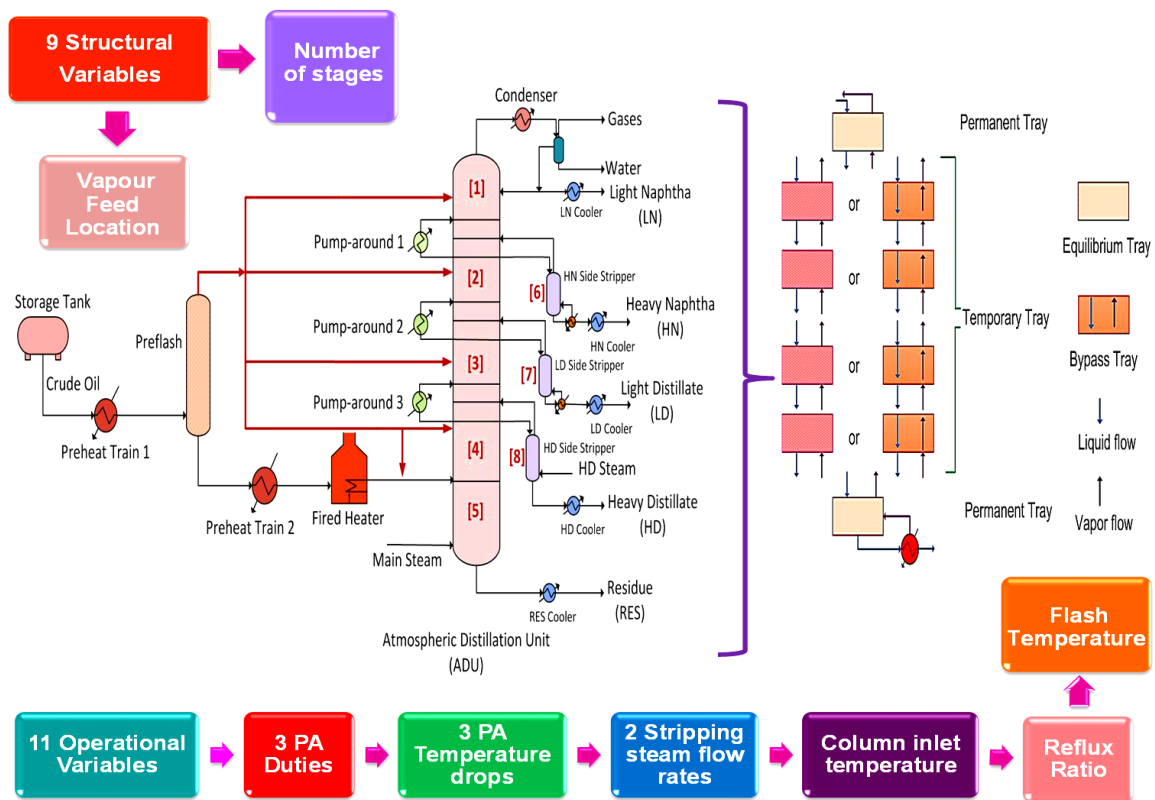 9 Structural
Variables
Number
of stages
Vapour
Feed
Location
Condenser
Gases
Water
Light Naphtha
(LN)
LN Cooler
[1]
Pump-around 1
[2]
HN Side Stripper
[6]
Heavy Naphtha
(HN)
HN Cooler
Storage Tank
Preflash
Crude Oil
Preheat Train 1
Pump-around 2
[3]
LD Side Stripper
[7]
Light Distillate
(LD)
LD Cooler
Pump-around 3
[4]
HD Side Stripper
[8]
HD Steam
Heavy Distillate
(HD)
HD Cooler
Preheat Train 2
Fired Heater
[5]
Main Steam
Residue
(RES)
RES Cooler
Atmospheric Distillation Unit
(ADU)
Permanent Tray
or
or
or
or
Temporary Tray
Permanent Tray
Equilibrium Tray
Bypass Tray
Liquid flow
Vapor flow
11 Operational
Variables
3 PA
Duties
3 PA
Temperature
drops
2 Stripping
steam flow
rates
Column inlet
temperature
Reflux
Ratio
Flash
Temperature